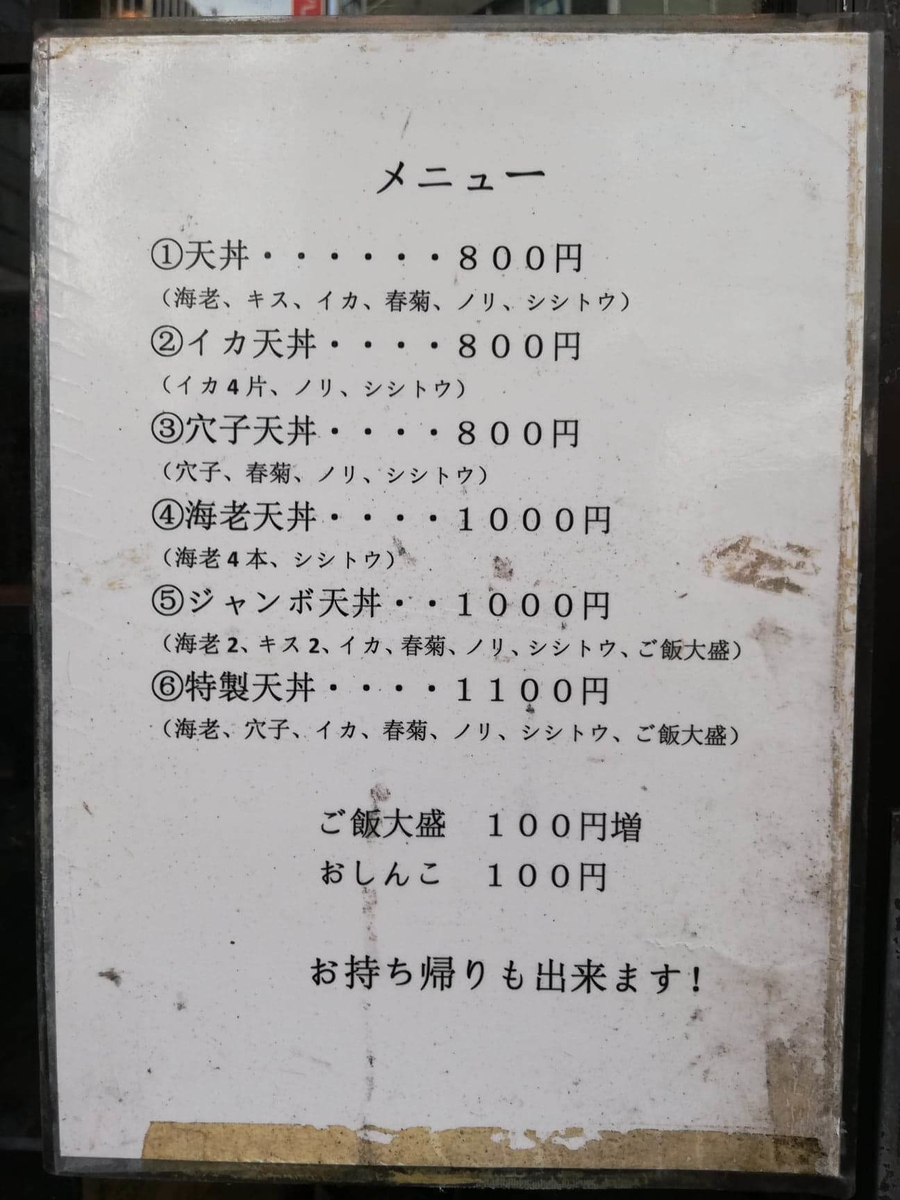 メニュー
①天丼・・・・・・８００円
（海老、キス、イカ、春菊、ノリ、シシトウ）
②イカ天丼・・・・８００円
（イカ4片、ノリ、シシトウ）
③穴子天丼・・・・８００円
（穴子、春菊、ノリ、シシトウ）
④海老天丼・・・・１０００円
（海老4本、シシトウ）
⑤ジャンボ天丼・・１０００円
（海老2、キス2、イカ、春菊、ノリ、シシトウ、ご飯大盛）
⑥特製天丼・・・・１１００円
（海老、穴子、イカ、春菊、ノリ、シシトウ、ご飯大盛）
ご飯大盛　１００円増
おしんこ　１００円
お持ち帰りも出来ます！